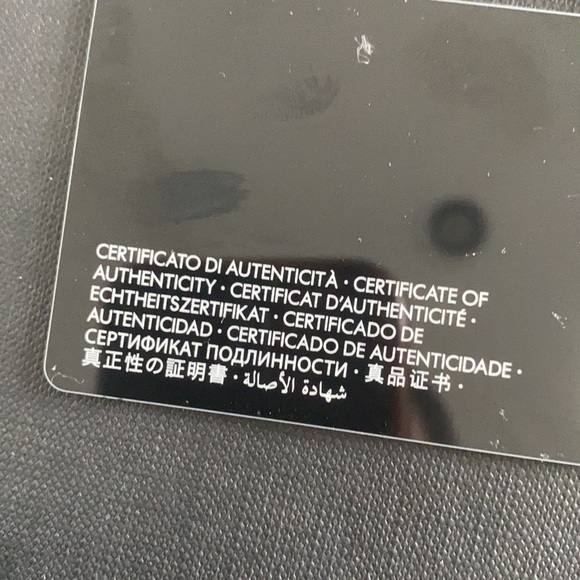 CERTIFICATO DI AUTENTICITÀ · CERTIFICATE OF
AUTHENTICITY · CERTIFICAT D'AUTHENTICITÉ ·
ECHTHEITSZERTIFIKAT · CERTIFICADO DE
AUTENTICIDAD · CERTIFICADO DE AUTENTICIDADE ·
СЕРТИФИКАТ ПОДЛИННОСТИ · 真品证书 ·
真正性の証明書 · شهادة الأصالة